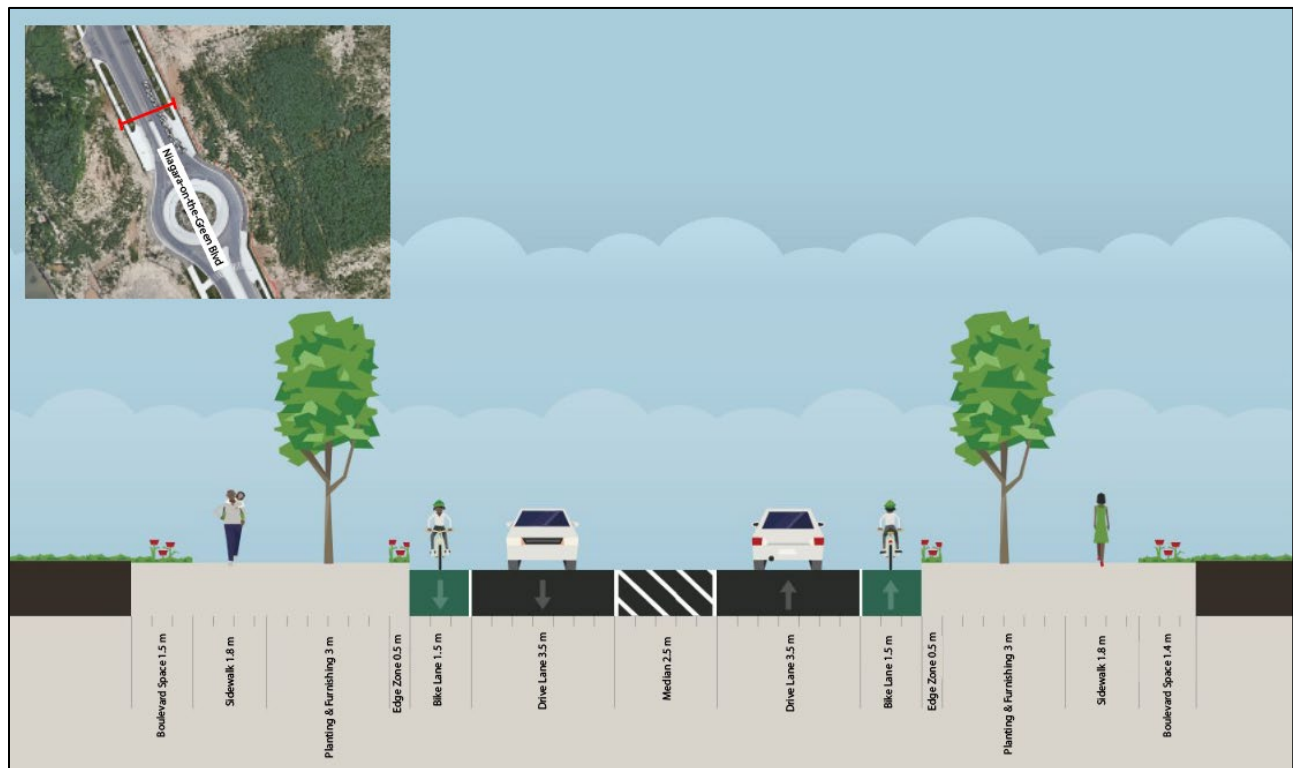 Niagara-on-the-Green Blvd
Boulevard Space 1.5 m
Sidewalk 1.8 m
Planting & Furnishing 3 m
Edge Zone 0.5 m
Bike Lane 1.5 m
Drive Lane 3.5 m
Median 2.5 m
Drive Lane 3.5 m
Bike Lane 1.5 m
Edge Zone 0.5 m
Planting & Furnishing 3 m
Sidewalk 1.8 m
Boulevard Space 1.4 m